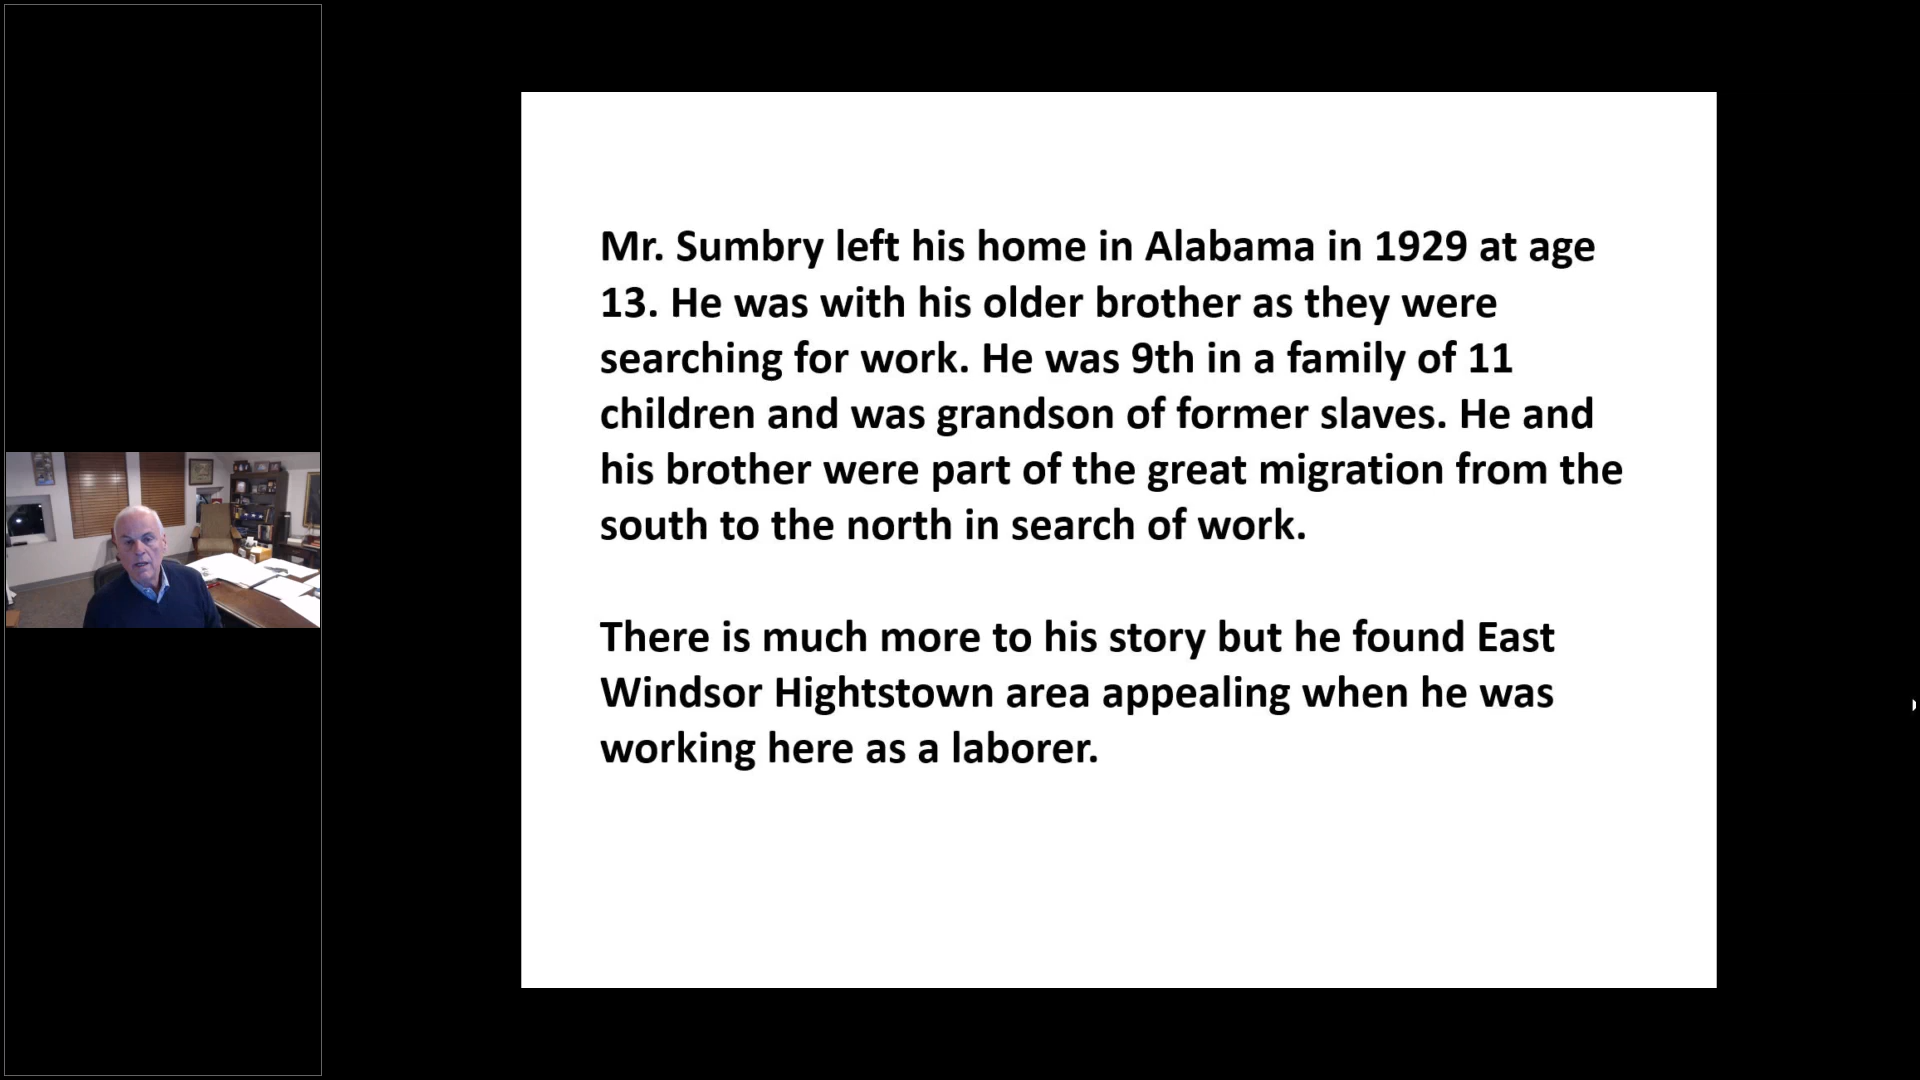 Mr. Sumbry left his home in Alabama in 1929 at age
13. He was with his older brother as they were
searching for work. He was 9th in a family of 11
children and was grandson of former slaves. He and
his brother were part of the great migration from the
south to the north in search of work.
There is much more to his story but he found East
Windsor Hightstown area appealing when he was
working here as a laborer.